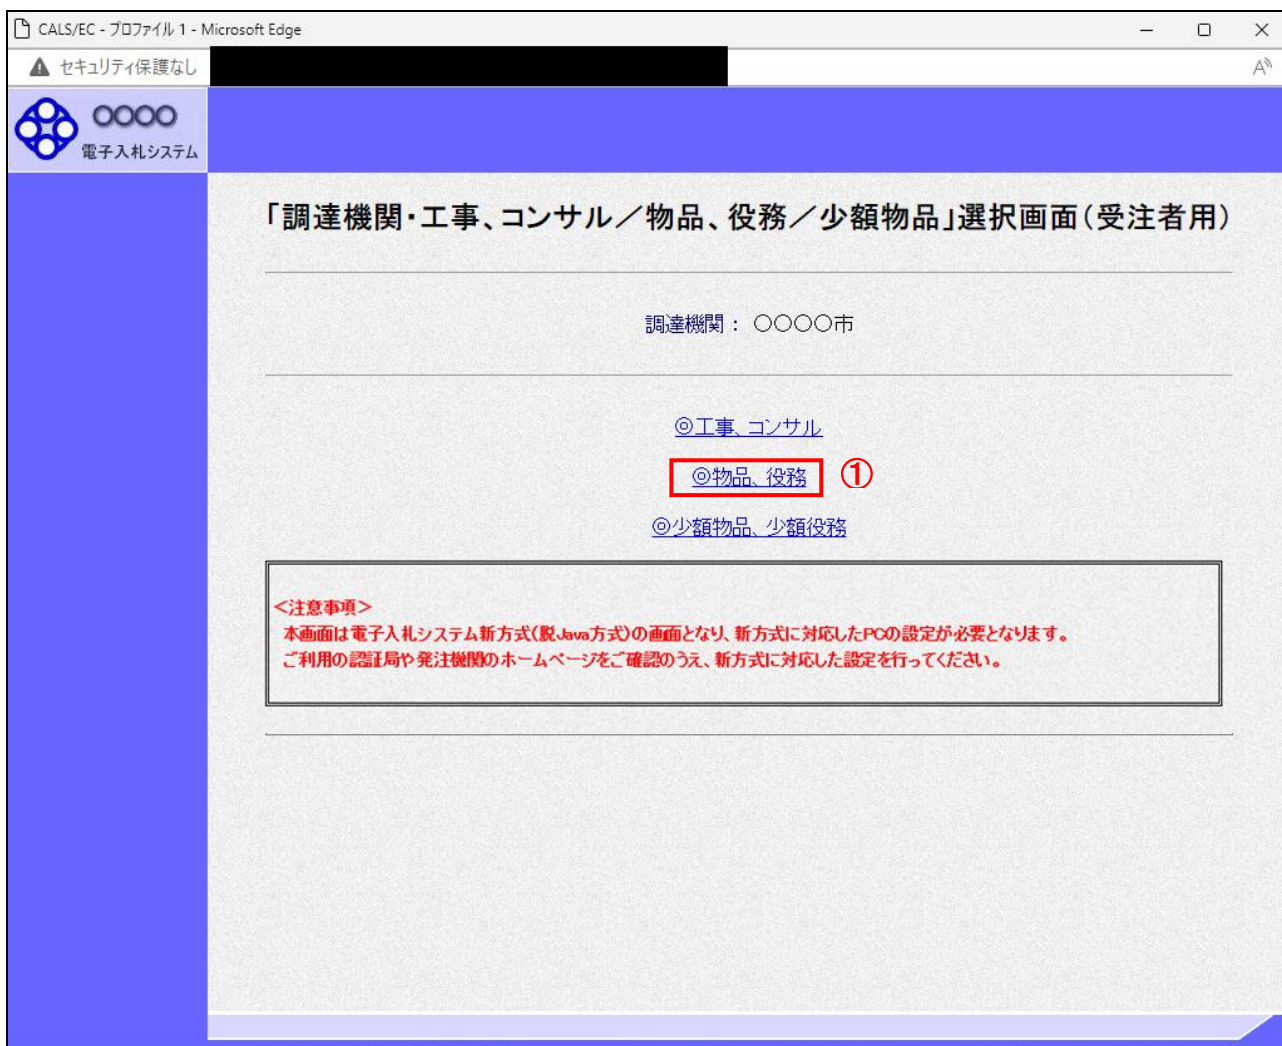 CALS/EC - プロファイル 1 - Microsoft Edge
セキュリティ保護なし
○○○○
電子入札システム
「調達機関・工事、コンサル／物品、役務／少額物品」選択画面（受注者用）
調達機関： ○○○○市
◎工事、コンサル
◎物品、役務 ①
◎少額物品、少額役務
＜注意事項＞
本画面は電子入札システム新方式(脱Java方式)の画面となり、新方式に対応したPCの設定が必要となります。
ご利用の認証局や発注機関のホームページをご確認のうえ、新方式に対応した設定を行ってください。